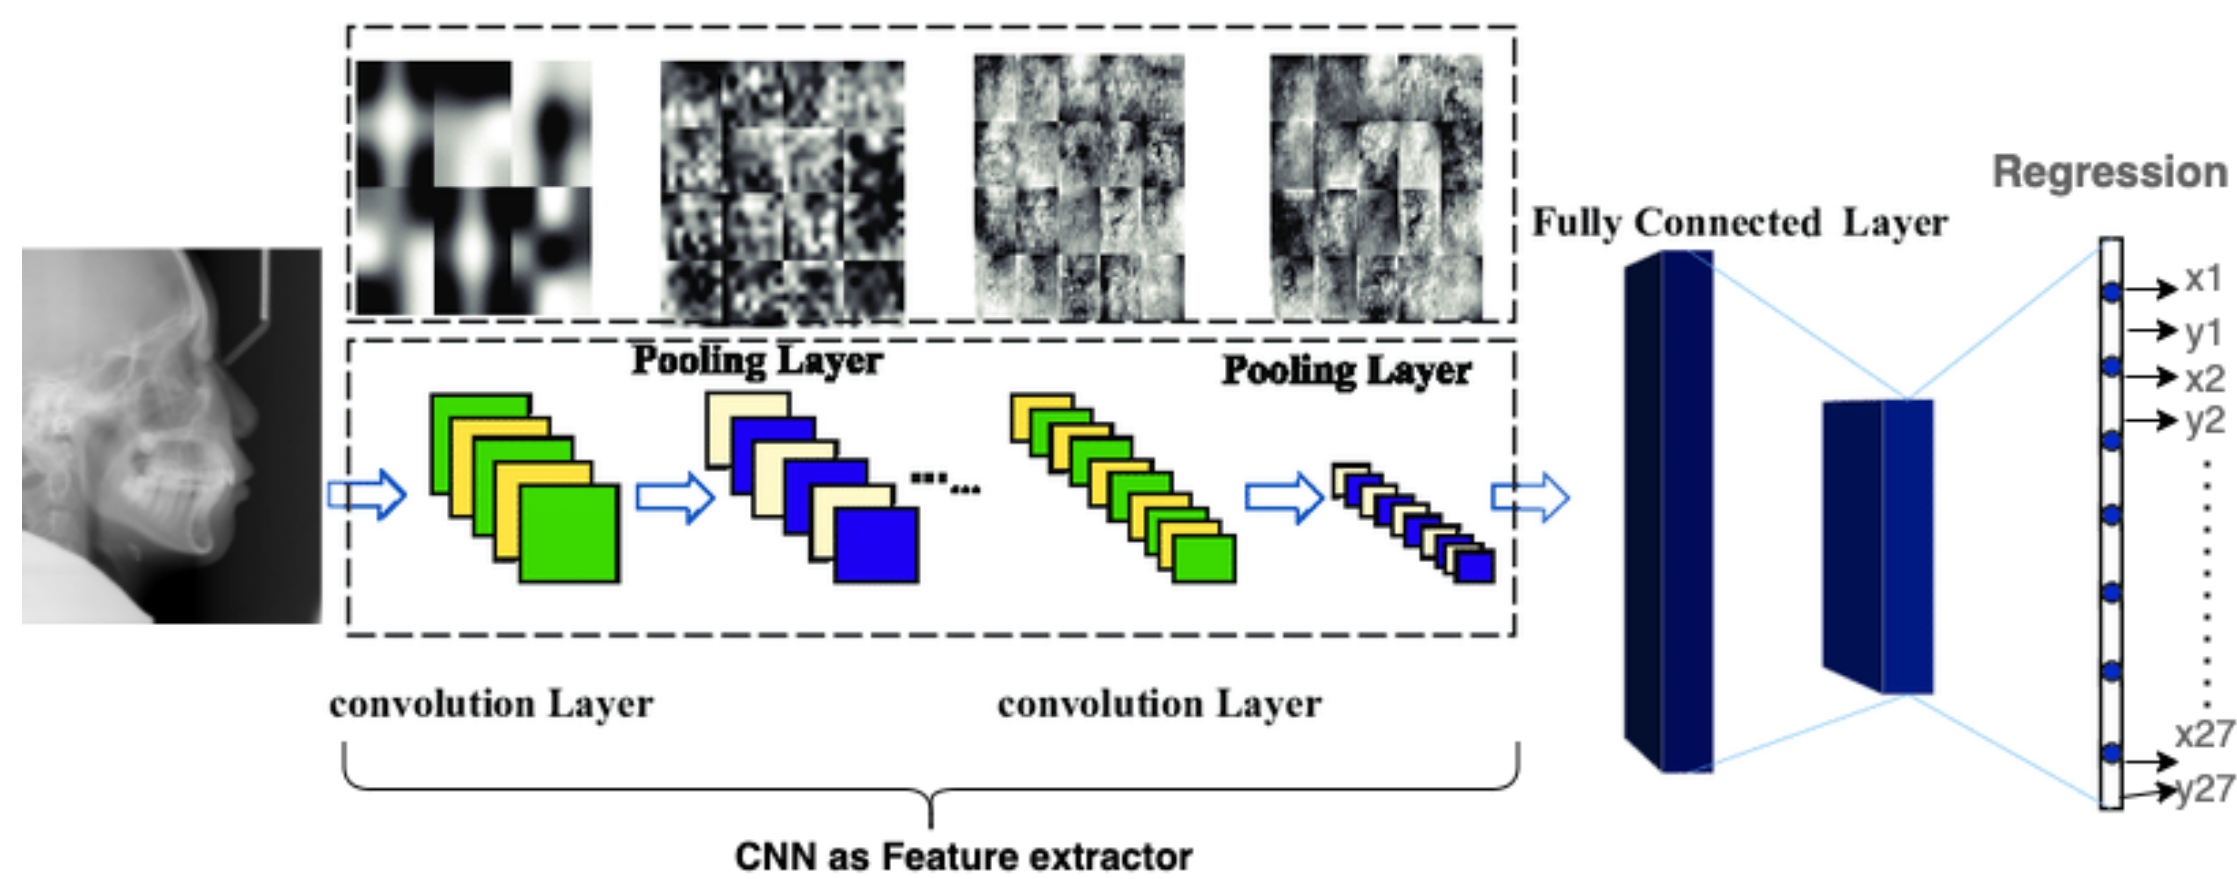 Pooling Layer
Pooling Layer
convolution Layer
convolution Layer
CNN as Feature extractor
Fully Connected Layer
Regression
x1
y1
x2
y2
x27
y27